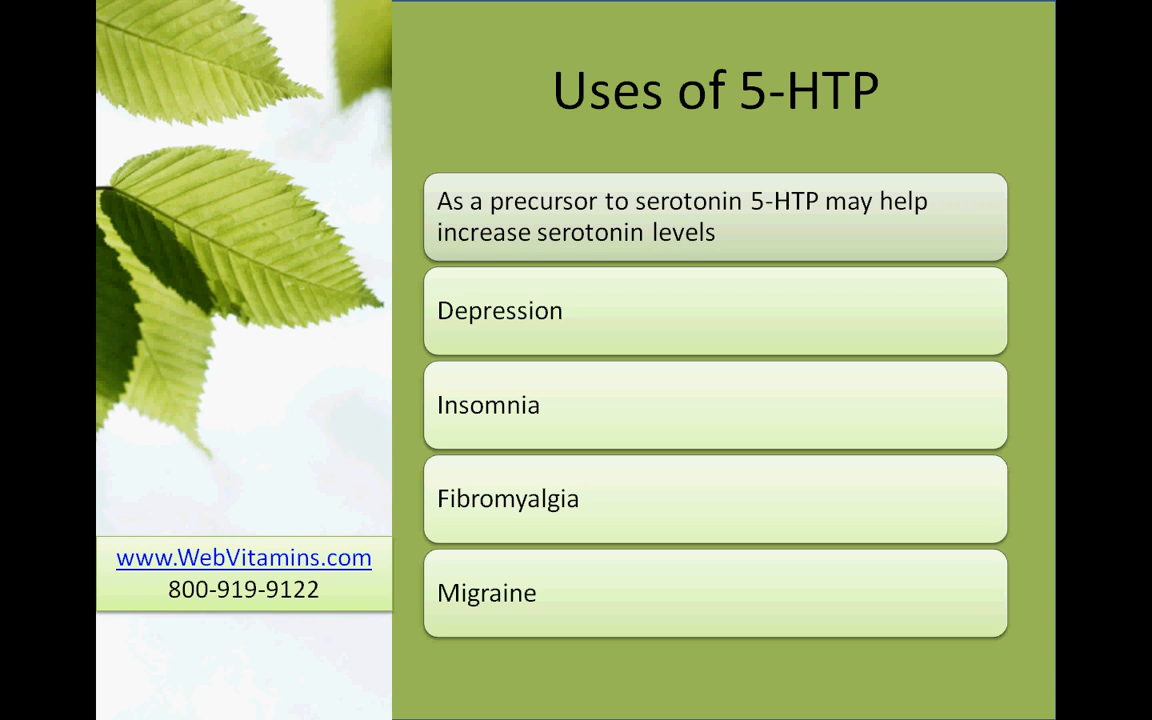 Uses of 5-HTP
As a precursor to serotonin 5-HTP may help
increase serotonin levels
Depression
Insomnia
Fibromyalgia
Migraine
www.WebVitamins.com
800-919-9122